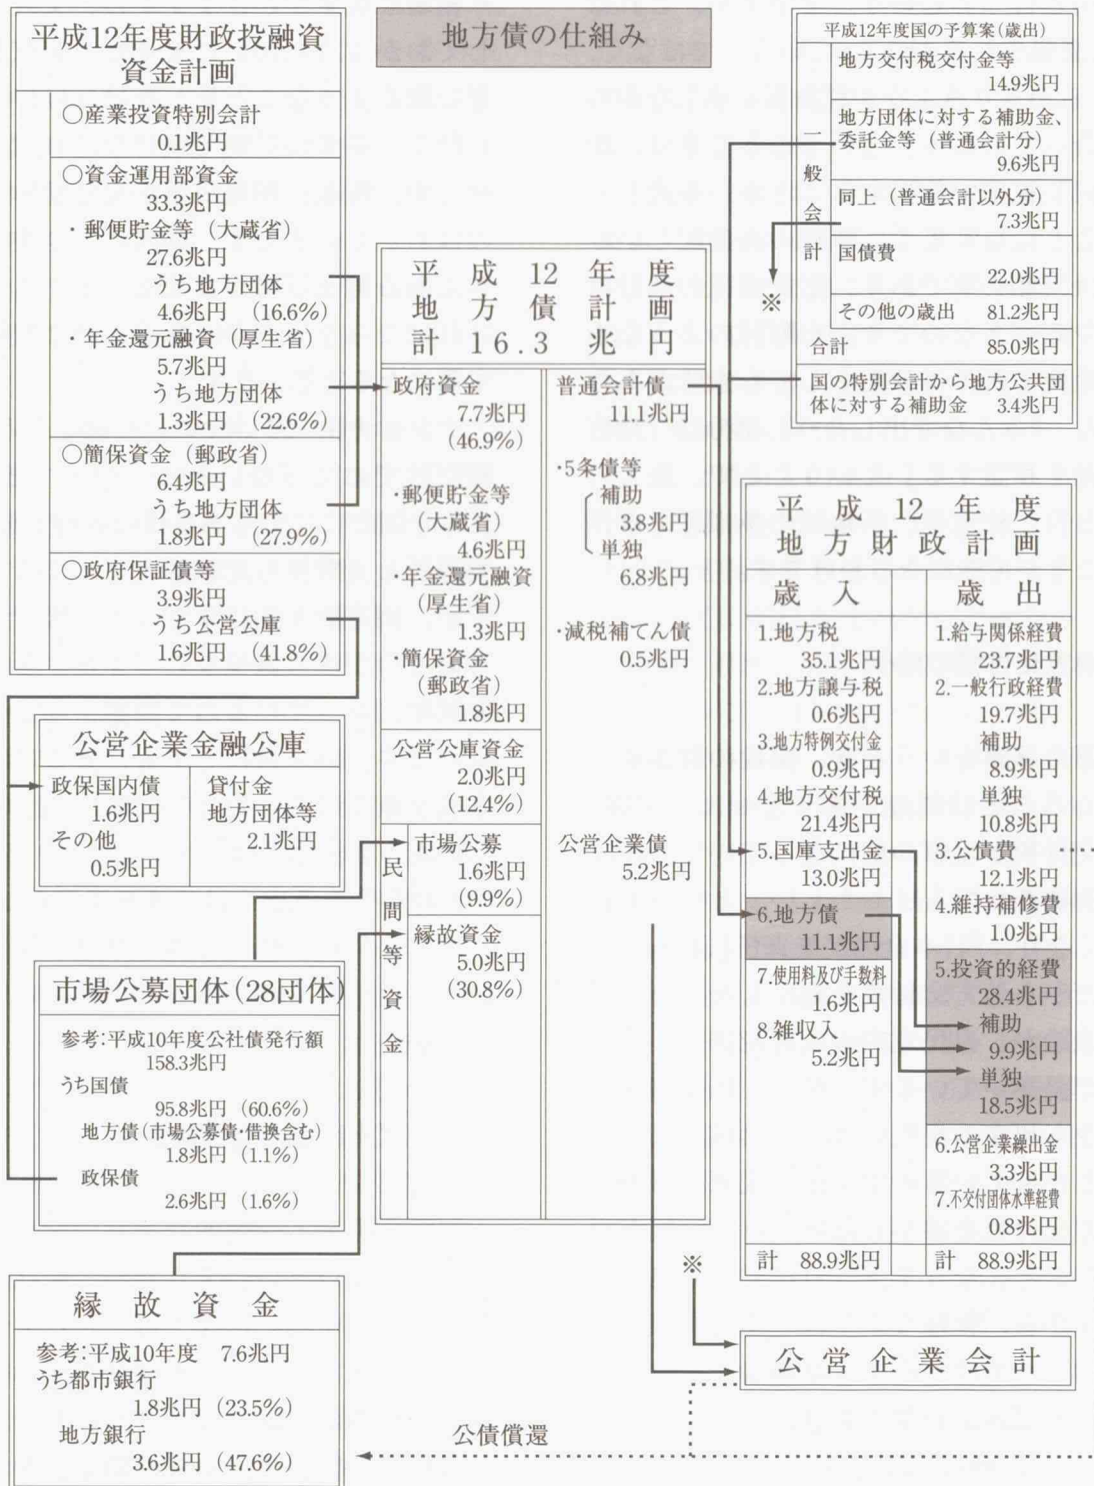 地方債の仕組み
平成12年度財政投融資
資金計画
○産業投資特別会計
0.1兆円
○資金運用部資金
33.3兆円
・郵便貯金等（大蔵省）
27.6兆円
うち地方団体
4.6兆円（16.6%）
・年金還元融資（厚生省）
5.7兆円
うち地方団体
1.3兆円（22.6%）
○簡保資金（郵政省）
6.4兆円
うち地方団体
1.8兆円（27.9%）
○政府保証債等
3.9兆円
うち公営公庫
1.6兆円（41.8%）
公営企業金融公庫
政保国内債
1.6兆円
その他
0.5兆円
貸付金
地方団体等
2.1兆円
市場公募団体(28団体)
参考:平成10年度公社債発行額
158.3兆円
うち国債
95.8兆円（60.6%）
地方債(市場公募債・借換含む)
1.8兆円（1.1%）
政保債
2.6兆円（1.6%）
縁故資金
参考:平成10年度　7.6兆円
うち都市銀行
1.8兆円（23.5%）
地方銀行
3.6兆円（47.6%）
平成12年度
地方債計画
計16.3兆円
政府資金
7.7兆円
(46.9%)
・郵便貯金等
(大蔵省)
4.6兆円
・年金還元融資
(厚生省)
1.3兆円
・簡保資金
(郵政省)
1.8兆円
公営公庫資金
2.0兆円
(12.4%)
民間等資金
市場公募
1.6兆円
(9.9%)
縁故資金
5.0兆円
(30.8%)
普通会計債
11.1兆円
・5条債等
補助
3.8兆円
単独
6.8兆円
・減税補てん債
0.5兆円
公営企業債
5.2兆円
平成12年度国の予算案(歳出)
一般会計
地方交付税交付金等
14.9兆円
地方団体に対する補助金、
委託金等（普通会計分）
9.6兆円
同上（普通会計以外分）
7.3兆円
国債費
22.0兆円
その他の歳出　81.2兆円
合計　85.0兆円
国の特別会計から地方公共団
体に対する補助金　3.4兆円
※
平成12年度
地方財政計画
歳入
1.地方税
35.1兆円
2.地方譲与税
0.6兆円
3.地方特例交付金
0.9兆円
4.地方交付税
21.4兆円
5.国庫支出金
13.0兆円
6.地方債
11.1兆円
7.使用料及び手数料
1.6兆円
8.雑収入
5.2兆円
計　88.9兆円
歳出
1.給与関係経費
23.7兆円
2.一般行政経費
19.7兆円
補助
8.9兆円
単独
10.8兆円
3.公債費
12.1兆円
4.維持補修費
1.0兆円
5.投資的経費
28.4兆円
補助
9.9兆円
単独
18.5兆円
6.公営企業繰出金
3.3兆円
7.不交付団体水準経費
0.8兆円
計　88.9兆円
※
公営企業会計
公債償還